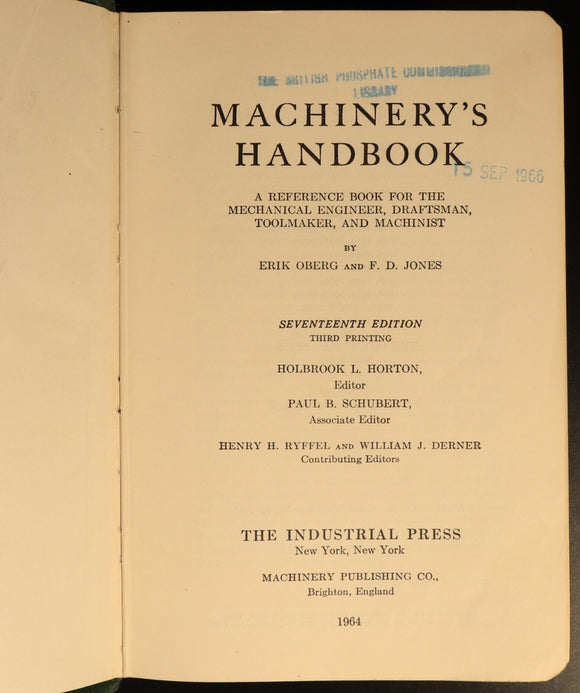 THE BRITISH PHOSPHATE COMMISSIONERS
LIBRARY
MACHINERY'S
HANDBOOK
15 SEP 1966
A REFERENCE BOOK FOR THE
MECHANICAL ENGINEER, DRAFTSMAN,
TOOLMAKER, AND MACHINIST
BY
ERIK OBERG AND F. D. JONES
SEVENTEENTH EDITION
THIRD PRINTING
HOLBROOK L. HORTON,
Editor
PAUL B. SCHUBERT,
Associate Editor
HENRY H. RYFFEL AND WILLIAM J. DERNER
Contributing Editors
THE INDUSTRIAL PRESS
New York, New York
MACHINERY PUBLISHING CO.,
Brighton, England
1964